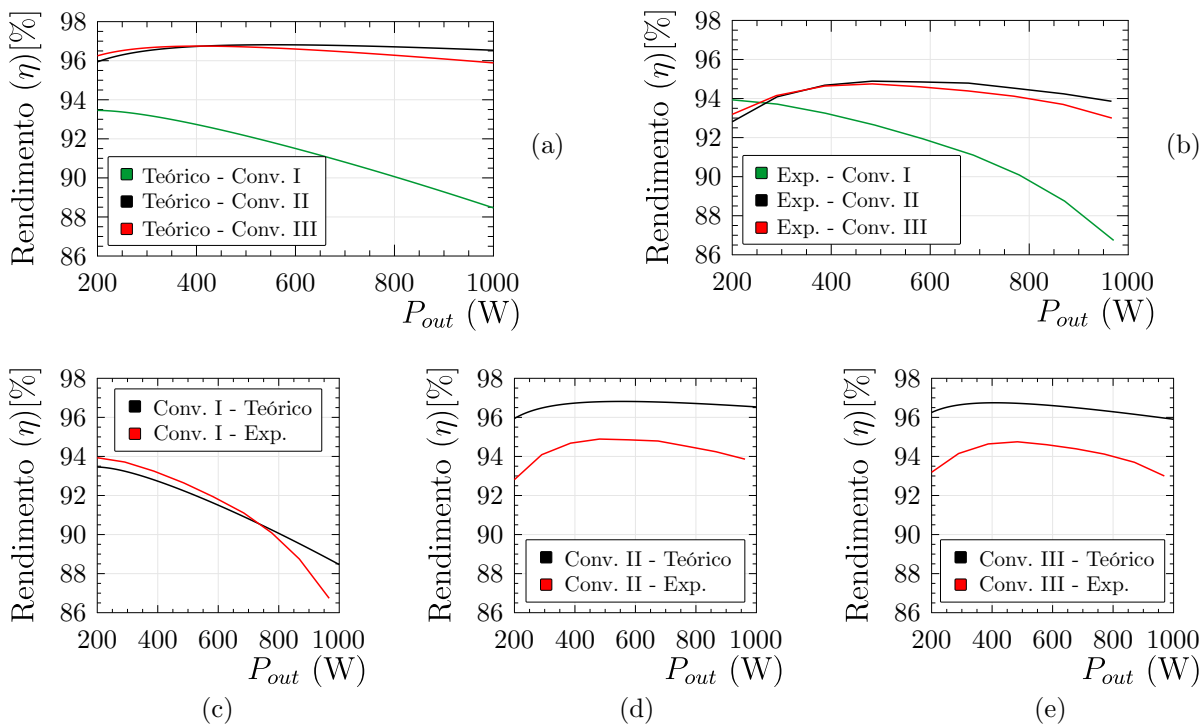 Rendimento (η)[%]
98
96
94
92
90
88
86
Teórico - Conv. I
Teórico - Conv. II
Teórico - Conv. III
200 400 600 800 1000
P_out (W)
(a)
Rendimento (η)[%]
98
96
94
92
90
88
86
Exp. - Conv. I
Exp. - Conv. II
Exp. - Conv. III
200 400 600 800 1000
P_out (W)
(b)
Rendimento (η)[%]
98
96
94
92
90
88
86
Conv. I - Teórico
Conv. I - Exp.
200 400 600 800 1000
P_out (W)
(c)
Rendimento (η)[%]
98
96
94
92
90
88
86
Conv. II - Teórico
Conv. II - Exp.
200 400 600 800 1000
P_out (W)
(d)
Rendimento (η)[%]
98
96
94
92
90
88
86
Conv. III - Teórico
Conv. III - Exp.
200 400 600 800 1000
P_out (W)
(e)